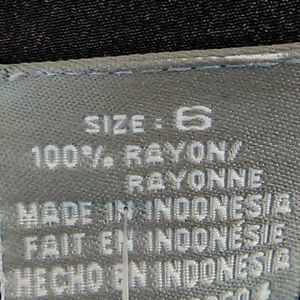 SIZE: 6
100% RAYON/
RAYONNE
MADE IN INDONESIA
FAIT EN INDONESIE
HECHO EN INDONESIA